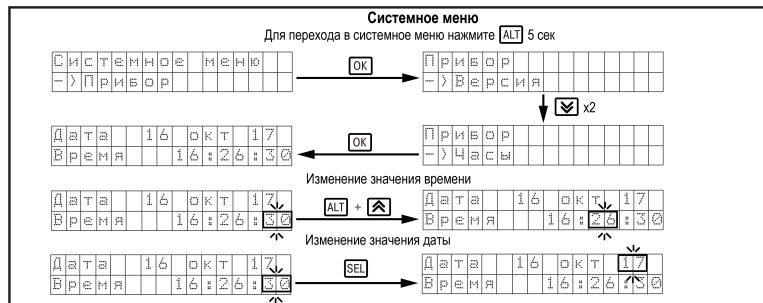 Системное меню
Для перехода в системное меню нажмите ALT 5 сек
Системное меню
->Прибор
OK
Прибор
->Версия
x2
Дата 16 окт 17
Время 16:26:30
OK
Прибор
->Часы
Изменение значения времени
Дата 16 окт 17
Время 16:26:30
ALT +
Дата 16 окт 17
Время 16:26:30
Изменение значения даты
Дата 16 окт 17
Время 16:26:30
SEL
Дата 16 окт 17
Время 16:26:30